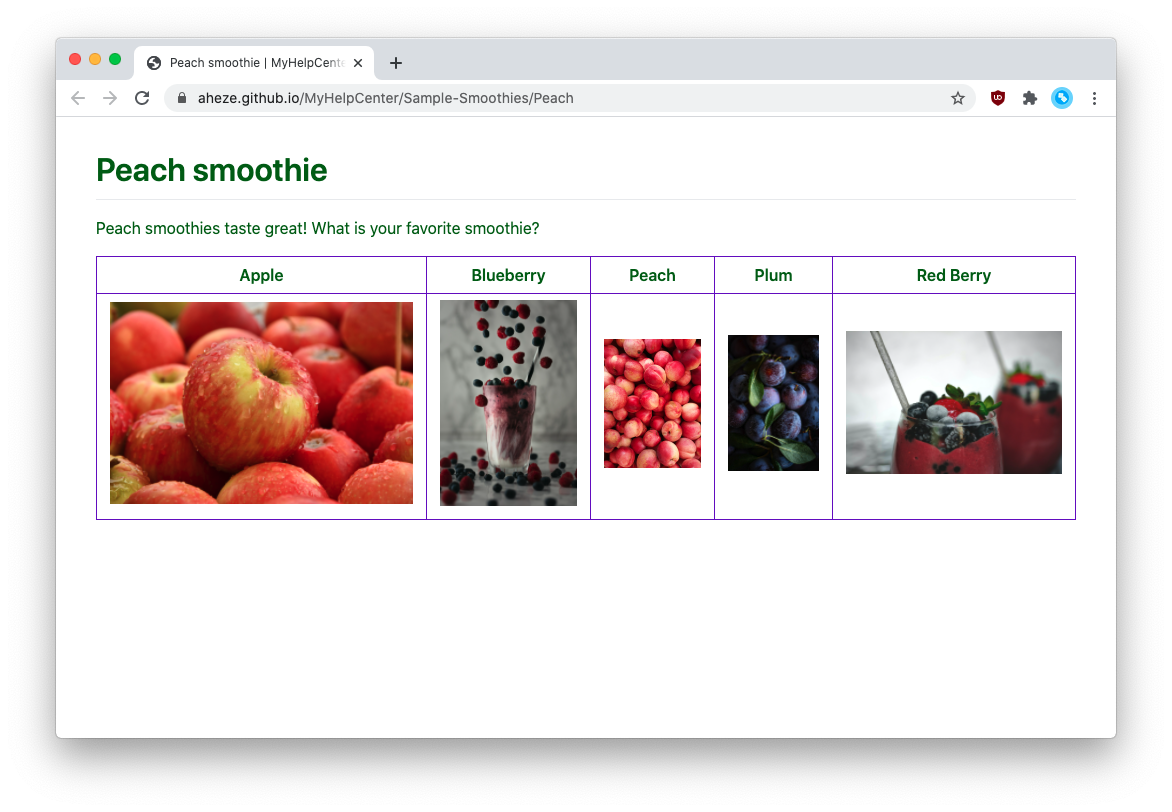 Peach smoothie | MyHelpCente
aheze.github.io/MyHelpCenter/Sample-Smoothies/Peach
Peach smoothie
Peach smoothies taste great! What is your favorite smoothie?
Apple Blueberry Peach Plum Red Berry